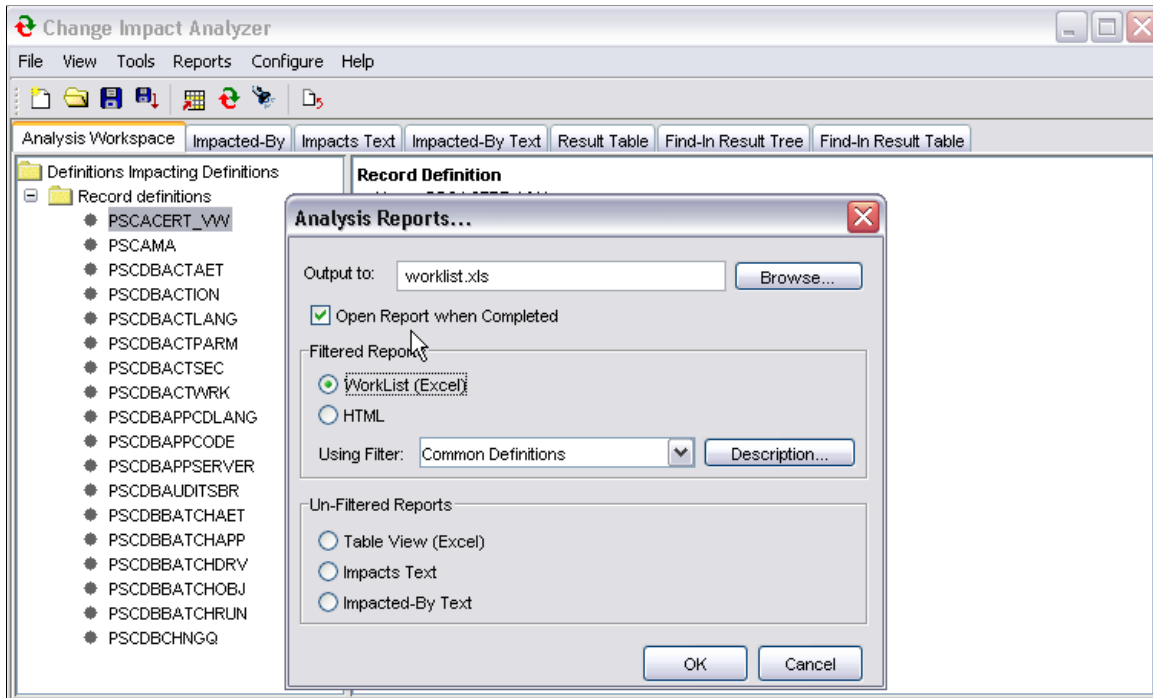 Change Impact Analyzer
File View Tools Reports Configure Help
Analysis Workspace Impacted-By Impacts Text Impacted-By Text Result Table Find-In Result Tree Find-In Result Table
Definitions Impacting Definitions
Record definitions
PSCACERT_VW
PSCAMA
PSCDBACTAET
PSCDBACTION
PSCDBACTLANG
PSCDBACTPARM
PSCDBACTSEC
PSCDBACTWRK
PSCDBAPPCDLANG
PSCDBAPPCODE
PSCDBAPPSERVER
PSCDBAUDITSBR
PSCDBBATCHAET
PSCDBBATCHAPP
PSCDBBATCHDRV
PSCDBBATCHOBJ
PSCDBBATCHRUN
PSCDBCHNGQ
Record Definition
Analysis Reports...
Output to: worklist.xls Browse...
Open Report when Completed
Filtered Reports
WorkList (Excel)
HTML
Using Filter: Common Definitions Description...
Un-Filtered Reports
Table View (Excel)
Impacts Text
Impacted-By Text
OK Cancel